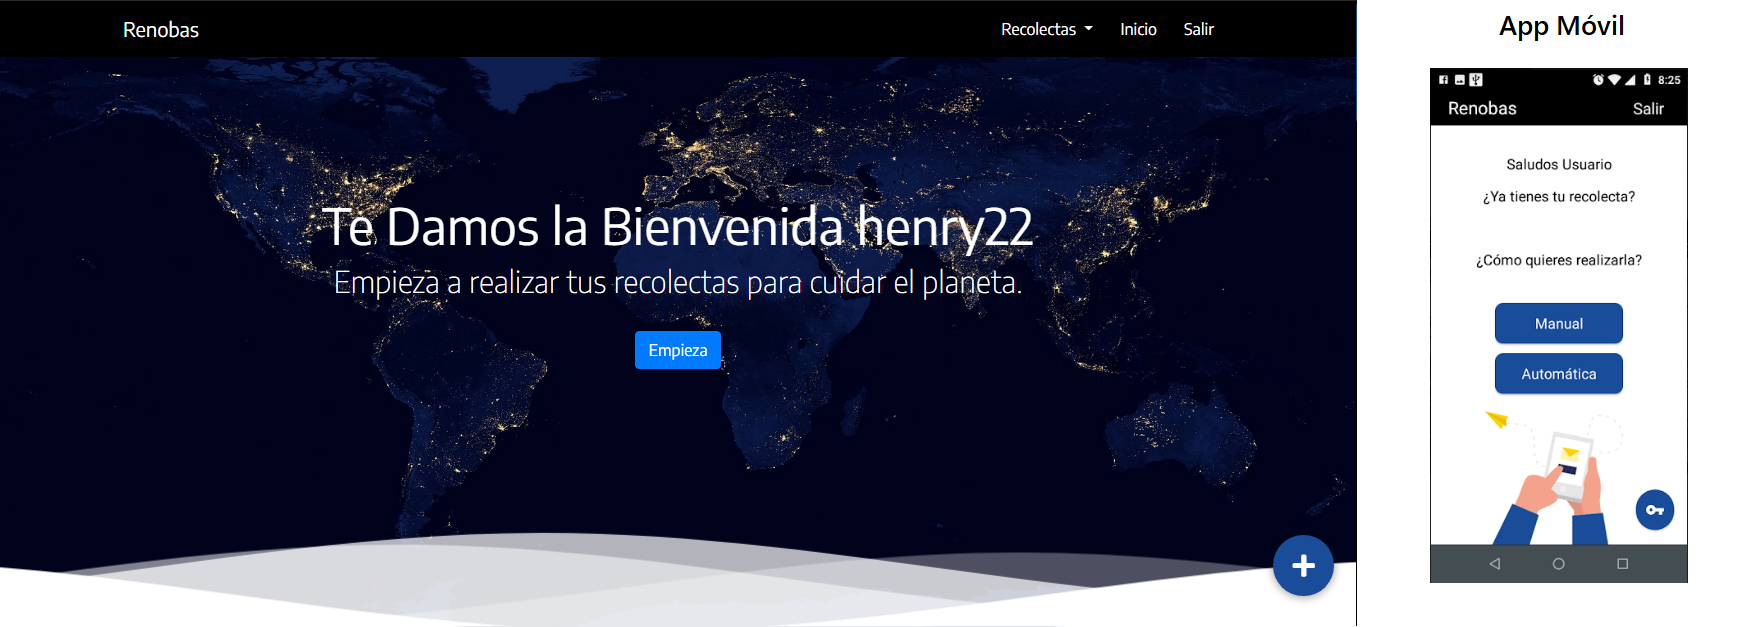 Renobas
Recolectas
Inicio
Salir
Te Damos la Bienvenida henry22
Empieza a realizar tus recolectas para cuidar el planeta.
Empieza
App Móvil
8:25
Renobas
Salir
Saludos Usuario
¿Ya tienes tu recolecta?
¿Cómo quieres realizarla?
Manual
Automática